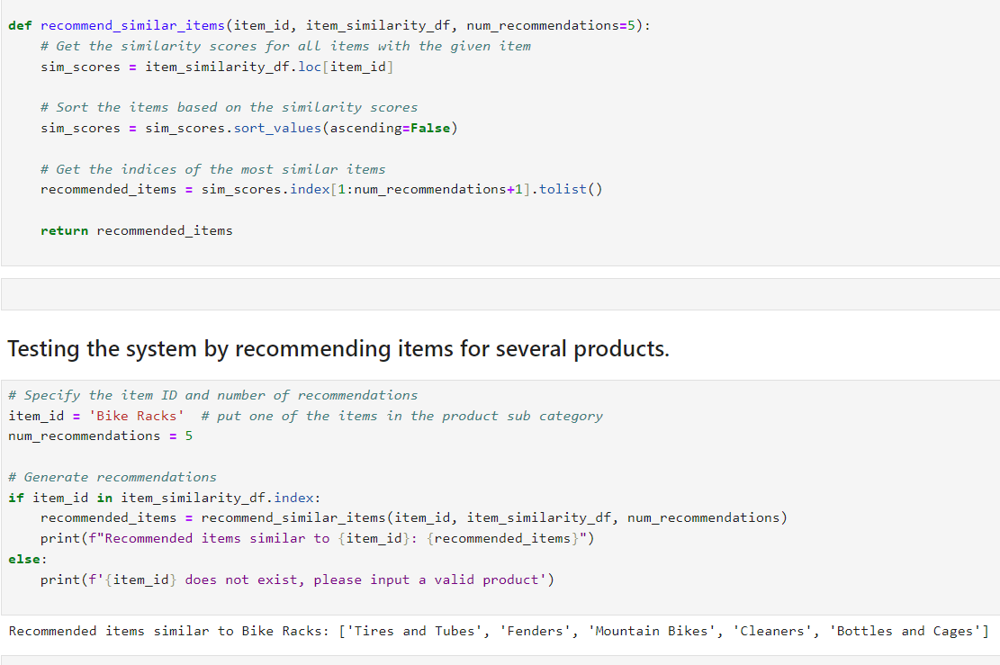 def recommend_similar_items(item_id, item_similarity_df, num_recommendations=5):
    # Get the similarity scores for all items with the given item
    sim_scores = item_similarity_df.loc[item_id]
    # Sort the items based on the similarity scores
    sim_scores = sim_scores.sort_values(ascending=False)
    # Get the indices of the most similar items
    recommended_items = sim_scores.index[1:num_recommendations+1].tolist()
    return recommended_items
Testing the system by recommending items for several products.
# Specify the item ID and number of recommendations
item_id = 'Bike Racks'  # put one of the items in the product sub category
num_recommendations = 5
# Generate recommendations
if item_id in item_similarity_df.index:
    recommended_items = recommend_similar_items(item_id, item_similarity_df, num_recommendations)
    print(f"Recommended items similar to {item_id}: {recommended_items}")
else:
    print(f'{item_id} does not exist, please input a valid product')
Recommended items similar to Bike Racks: ['Tires and Tubes', 'Fenders', 'Mountain Bikes', 'Cleaners', 'Bottles and Cages']